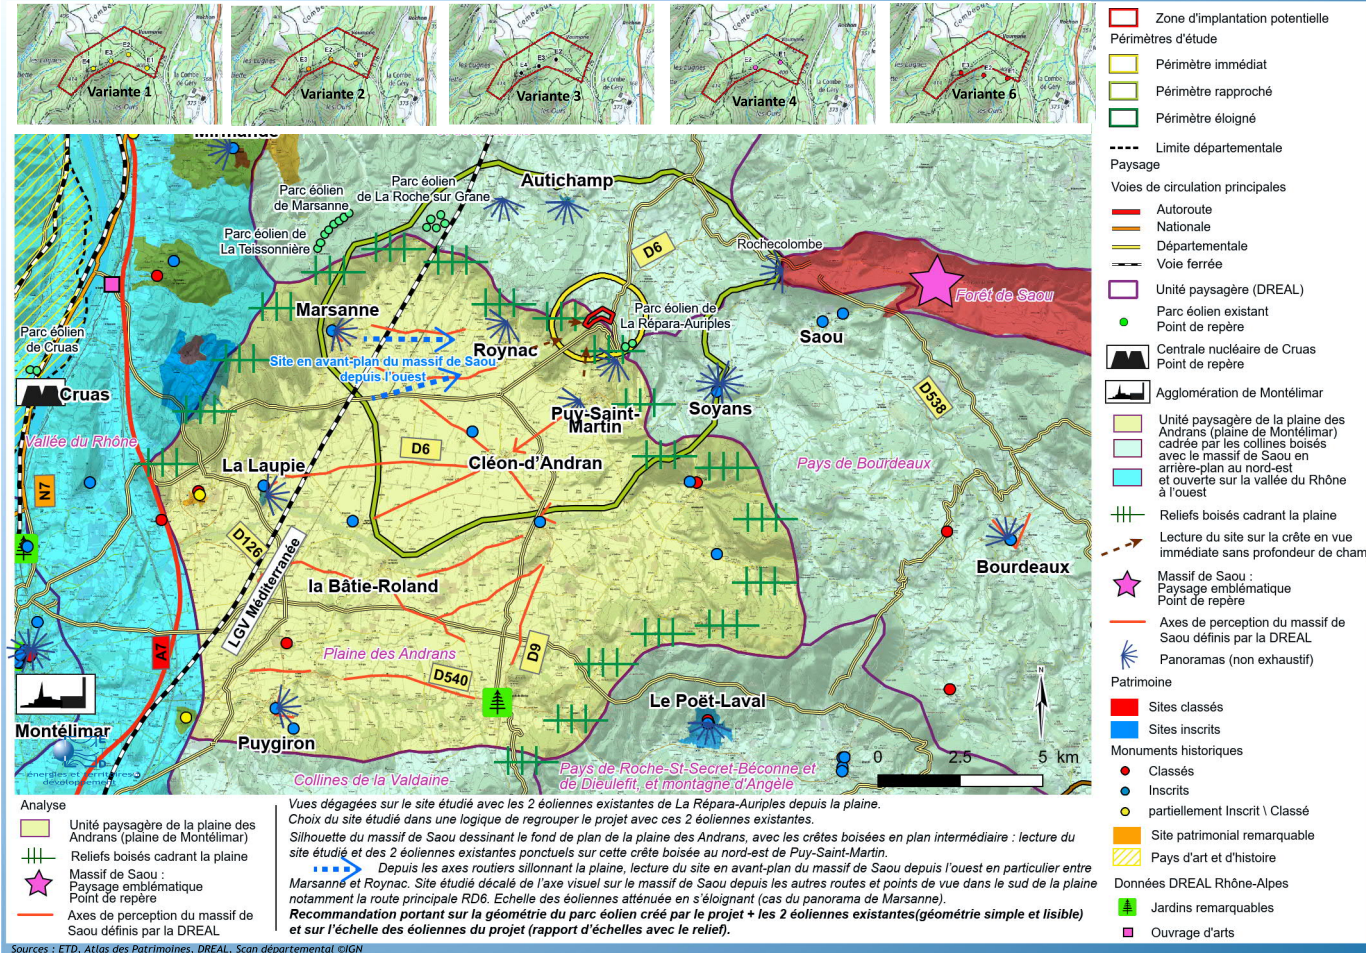 Variante 1
Variante 2
Variante 3
Variante 4
Variante 6
Zone d'implantation potentielle
Périmètres d'étude
Périmètre immédiat
Périmètre rapproché
Périmètre éloigné
Limite départementale
Paysage
Voies de circulation principales
Autoroute
Nationale
Départementale
Voie ferrée
Unité paysagère (DREAL)
Parc éolien existant
Point de repère
Centrale nucléaire de Cruas
Point de repère
Agglomération de Montélimar
Unité paysagère de la plaine des
Andrans (plaine de Montélimar)
cadrée par les collines boisés
avec le massif de Saou en
arrière-plan au nord-est
et ouverte sur la vallée du Rhône
à l'ouest
Reliefs boisés cadrant la plaine
Lecture du site sur la crête en vue
immédiate sans profondeur de cham
Massif de Saou :
Paysage emblématique
Point de repère
Axes de perception du massif de
Saou définis par la DREAL
Panoramas (non exhaustif)
Patrimoine
Sites classés
Sites inscrits
Monuments historiques
Classés
Inscrits
partiellement Inscrit \ Classé
Site patrimonial remarquable
Pays d'art et d'histoire
Données DREAL Rhône-Alpes
Jardins remarquables
Ouvrage d'arts
Mirmande
Parc éolien
de Marsanne
Parc éolien
de La Roche sur Grane
Autichamp
Parc éolien de
La Teissonnière
D6
Rochecolombe
Forêt de Saou
Marsanne
Parc éolien de
La Répara-Auriples
Parc éolien
de Cruas
Roynac
Saou
Site en avant-plan du massif de Saou
depuis l'ouest
Cruas
D538
Soyans
Puy-Saint-
Martin
Vallée du Rhône
D6
Cléon-d'Andran
Pays de Bourdeaux
La Laupie
N7
D126
LGV Méditerranée
la Bâtie-Roland
Bourdeaux
A7
Plaine des Andrans
D9
D540
Le Poët-Laval
N
Montélimar
Puygiron
énergies et territoires
développement
Collines de la Valdaine
Pays de Roche-St-Secret-Béconne et
de Dieulefit, et montagne d'Angele
0 2.5 5 km
Analyse
Unité paysagère de la plaine des
Andrans (plaine de Montélimar)
Reliefs boisés cadrant la plaine
Massif de Saou :
Paysage emblématique
Point de repère
Axes de perception du massif de
Saou définis par la DREAL
Vues dégagées sur le site étudié avec les 2 éoliennes existantes de La Répara-Auriples depuis la plaine.
Choix du site étudié dans une logique de regrouper le projet avec ces 2 éoliennes existantes.
Silhouette du massif de Saou dessinant le fond de plan de la plaine des Andrans, avec les crêtes boisées en plan intermédiaire : lecture du
site étudié et des 2 éoliennes existantes ponctuels sur cette crête boisée au nord-est de Puy-Saint-Martin.
Depuis les axes routiers sillonnant la plaine, lecture du site en avant-plan du massif de Saou depuis l'ouest en particulier entre
Marsanne et Roynac. Site étudié décalé de l'axe visuel sur le massif de Saou depuis les autres routes et points de vue dans le sud de la plaine
notamment la route principale RD6. Echelle des éoliennes atténuée en s'éloignant (cas du panorama de Marsanne).
Recommandation portant sur la géométrie du parc éolien créé par le projet + les 2 éoliennes existantes(géométrie simple et lisible)
et sur l'échelle des éoliennes du projet (rapport d'échelles avec le relief).
Sources : ETD, Atlas des Patrimoines, DREAL, Scan départemental ©IGN